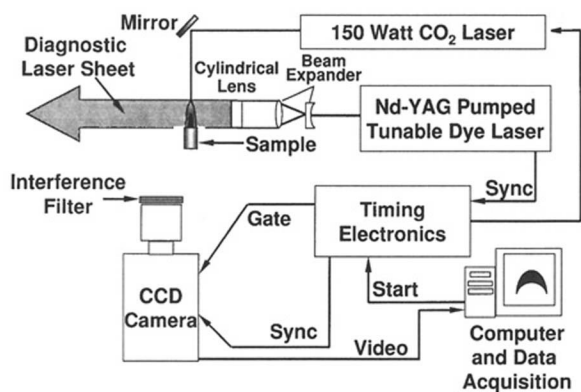 Mirror
150 Watt CO₂ Laser
Diagnostic
Laser Sheet
Cylindrical
Lens
Beam
Expander
Nd-YAG Pumped
Tunable Dye Laser
Sample
Sync
Interference
Filter
Gate
Timing
Electronics
CCD
Camera
Start
Sync
Video
Computer
and Data
Acquisition